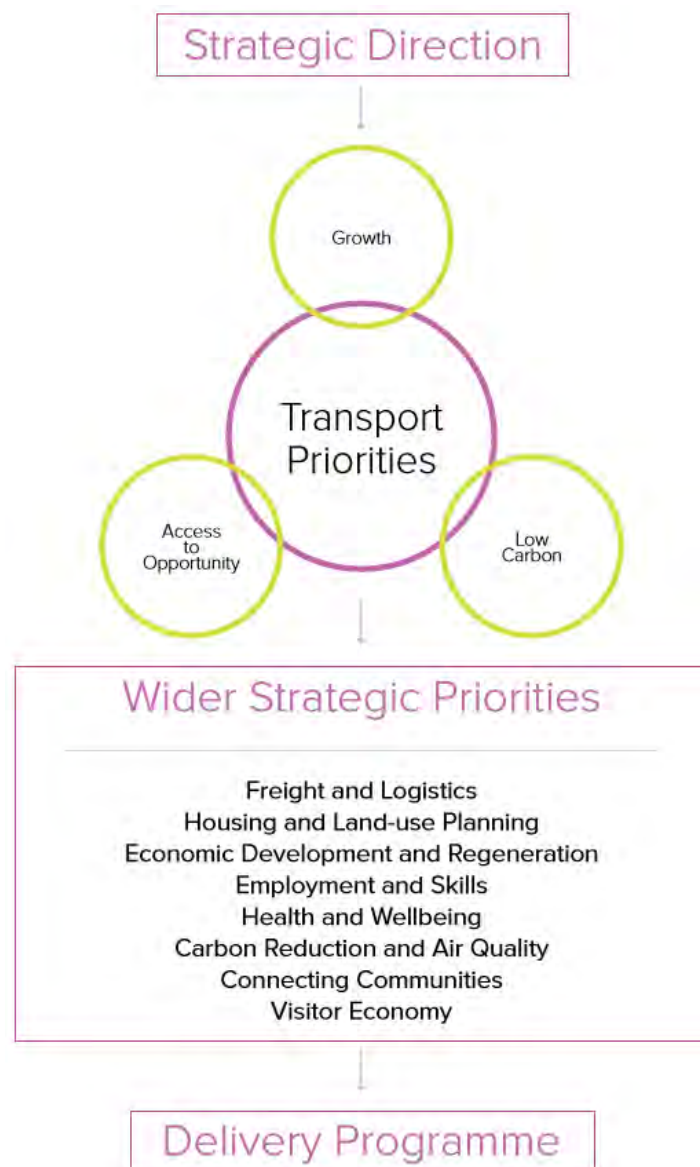 Strategic Direction
Growth
Transport
Priorities
Access
to
Opportunity
Low
Carbon
Wider Strategic Priorities
Freight and Logistics
Housing and Land-use Planning
Economic Development and Regeneration
Employment and Skills
Health and Wellbeing
Carbon Reduction and Air Quality
Connecting Communities
Visitor Economy
Delivery Programme